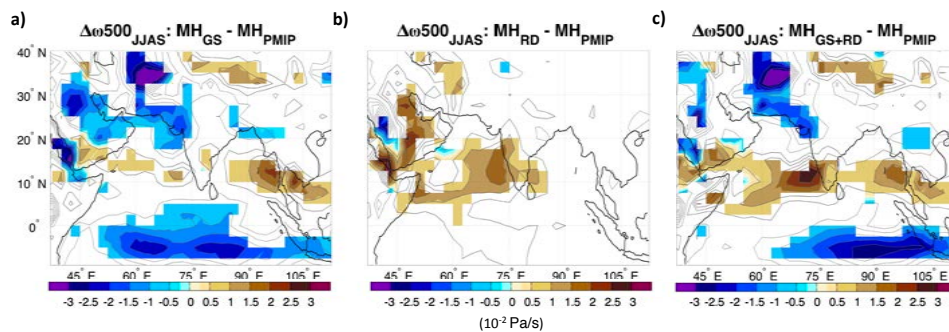 a)
Δω500JJAS: MHGS - MHPMIP
40° N
30° N
20° N
10° N
0°
45° E 60° E 75° E 90° E 105° E
-3 -2.5 -2 -1.5 -1 -0.5 0 0.5 1 1.5 2 2.5 3
b)
Δω500JJAS: MHRD - MHPMIP
45° E 60° E 75° E 90° E 105° E
-3 -2.5 -2 -1.5 -1 -0.5 0 0.5 1 1.5 2 2.5 3
(10-2 Pa/s)
c)
Δω500JJAS: MHGS+RD - MHPMIP
45° E 60° E 75° E 90° E 105° E
-3 -2.5 -2 -1.5 -1 -0.5 0 0.5 1 1.5 2 2.5 3